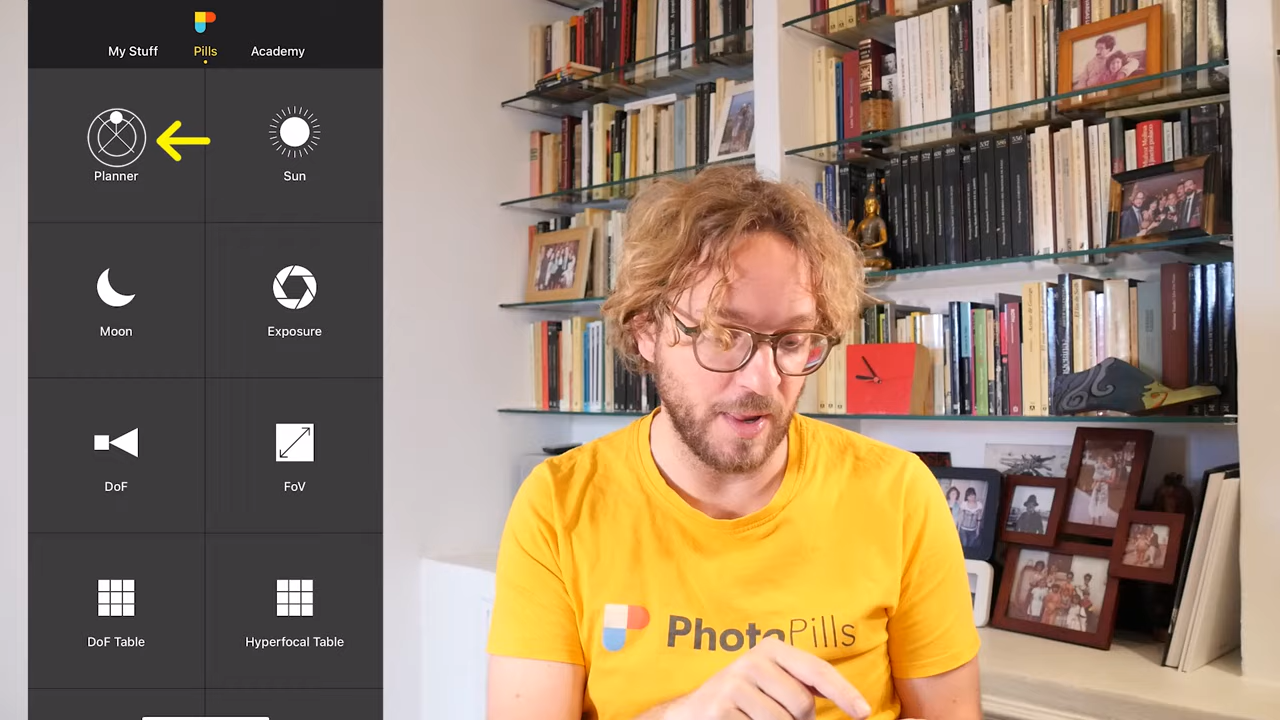 My Stuff
Pills
Academy
Planner
Sun
Moon
Exposure
DoF
FoV
DoF Table
Hyperfocal Table
PhotoPills